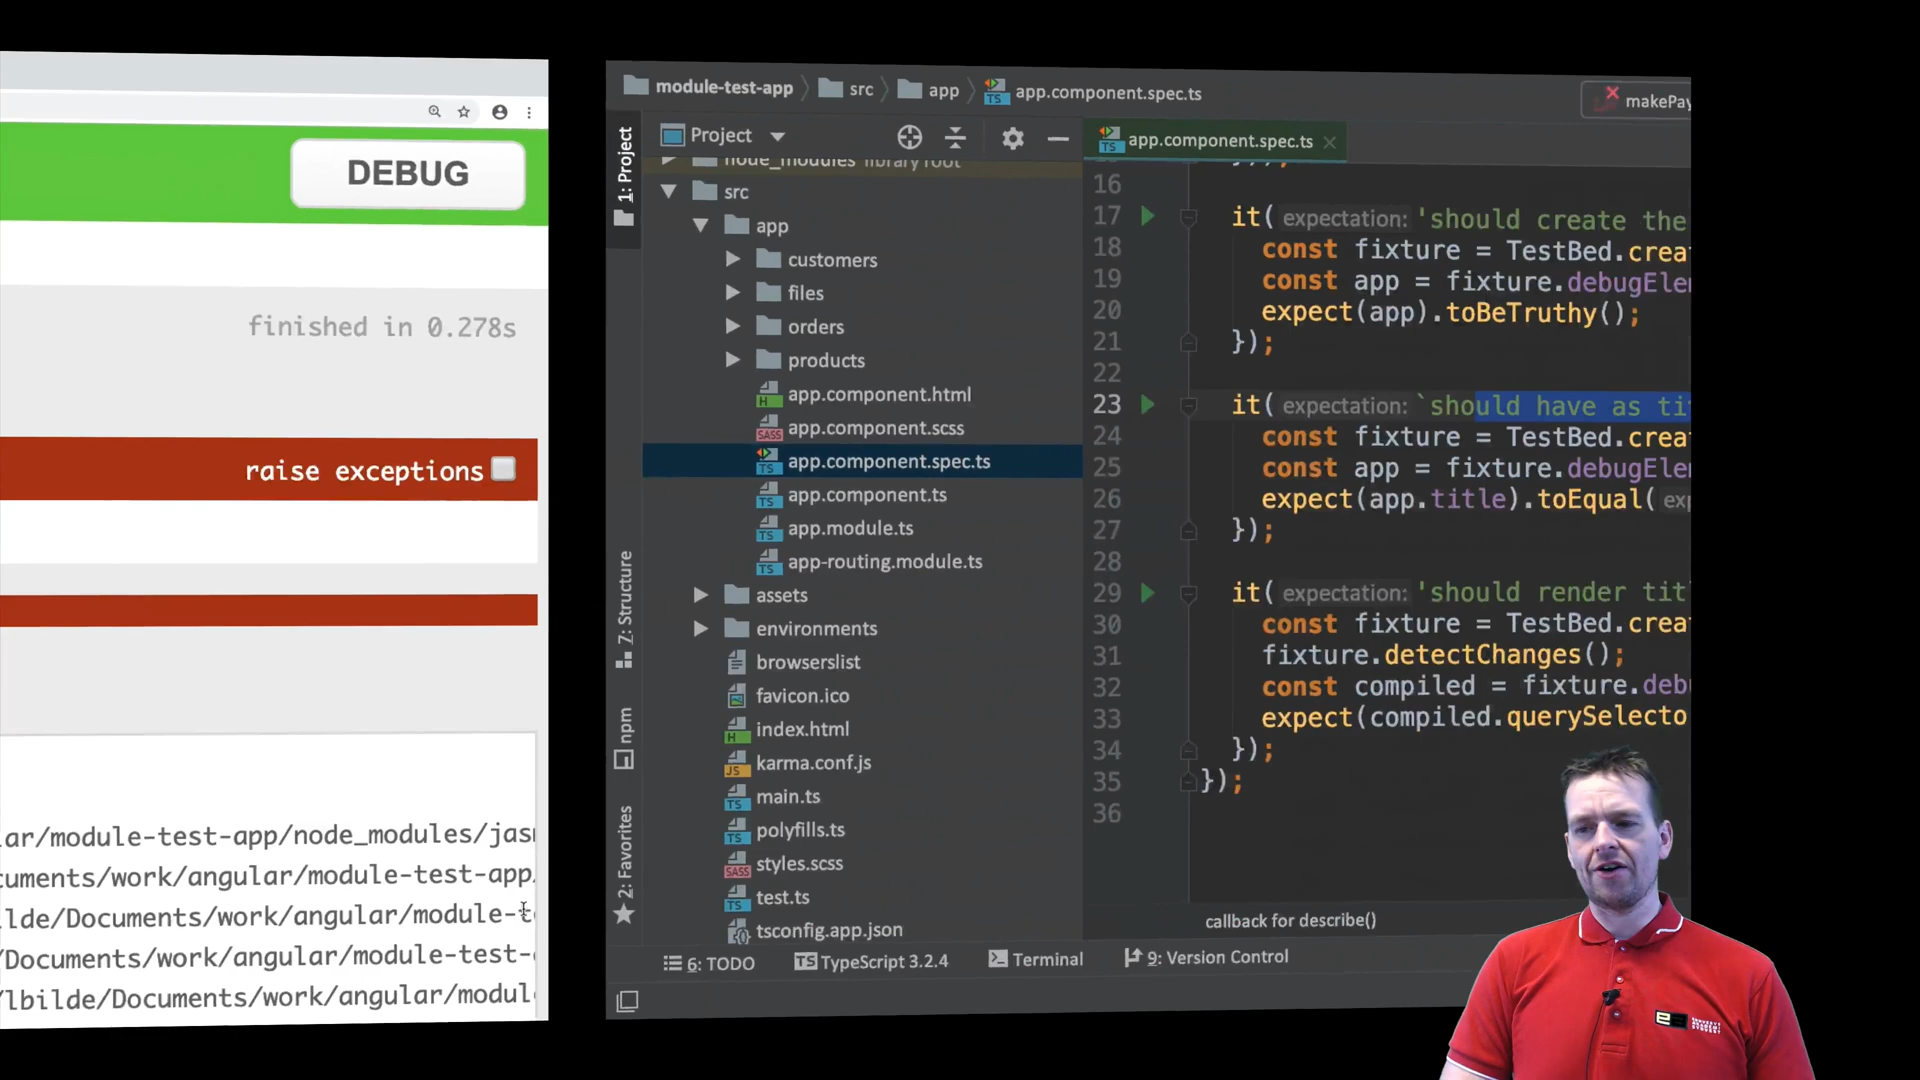 DEBUG
finished in 0.278s
raise exceptions
ar/module-test-app/node_modules/jas
cuments/work/angular/module-test-app
ilde/Documents/work/angular/module-t
/Documents/work/angular/module-test-
/lbilde/Documents/work/angular/modul
module-test-app
src
app
app.component.spec.ts
makePay
1: Project
Project
app.component.spec.ts
node_modules library root
src
app
customers
files
orders
products
app.component.html
app.component.scss
app.component.spec.ts
app.component.ts
app.module.ts
app-routing.module.ts
assets
environments
browserslist
favicon.ico
index.html
karma.conf.js
main.ts
polyfills.ts
styles.scss
test.ts
tsconfig.app.json
7: Structure
npm
2: Favorites
16
17 it( expectation: 'should create the
18 const fixture = TestBed.crea
19 const app = fixture.debugEle
20 expect(app).toBeTruthy();
21 });
22
23 it( expectation: `should have as ti
24 const fixture = TestBed.crea
25 const app = fixture.debugEle
26 expect(app.title).toEqual( exp
27 });
28
29 it( expectation: 'should render tit
30 const fixture = TestBed.crea
31 fixture.detectChanges();
32 const compiled = fixture.deb
33 expect(compiled.querySelecto
34 });
35 });
36
callback for describe()
6: TODO
TypeScript 3.2.4
Terminal
9: Version Control